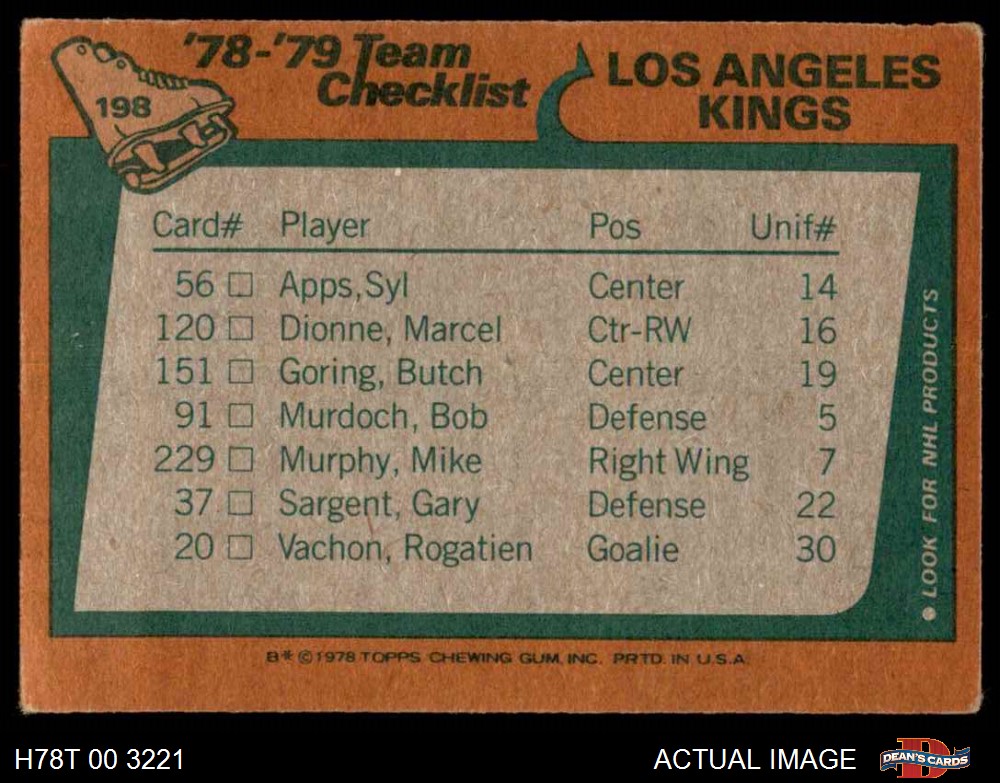 '78-'79 Team
Checklist
198
LOS ANGELES
KINGS
Card# Player Pos Unif#
56 □ Apps,Syl Center 14
120 □ Dionne, Marcel Ctr-RW 16
151 □ Goring, Butch Center 19
91 □ Murdoch, Bob Defense 5
229 □ Murphy, Mike Right Wing 7
37 □ Sargent, Gary Defense 22
20 □ Vachon, Rogatien Goalie 30
● LOOK FOR NHL PRODUCTS
B* © 1978 TOPPS CHEWING GUM, INC. PRTD. IN U.S.A.
H78T 00 3221
ACTUAL IMAGE
D
DEAN'S CARDS